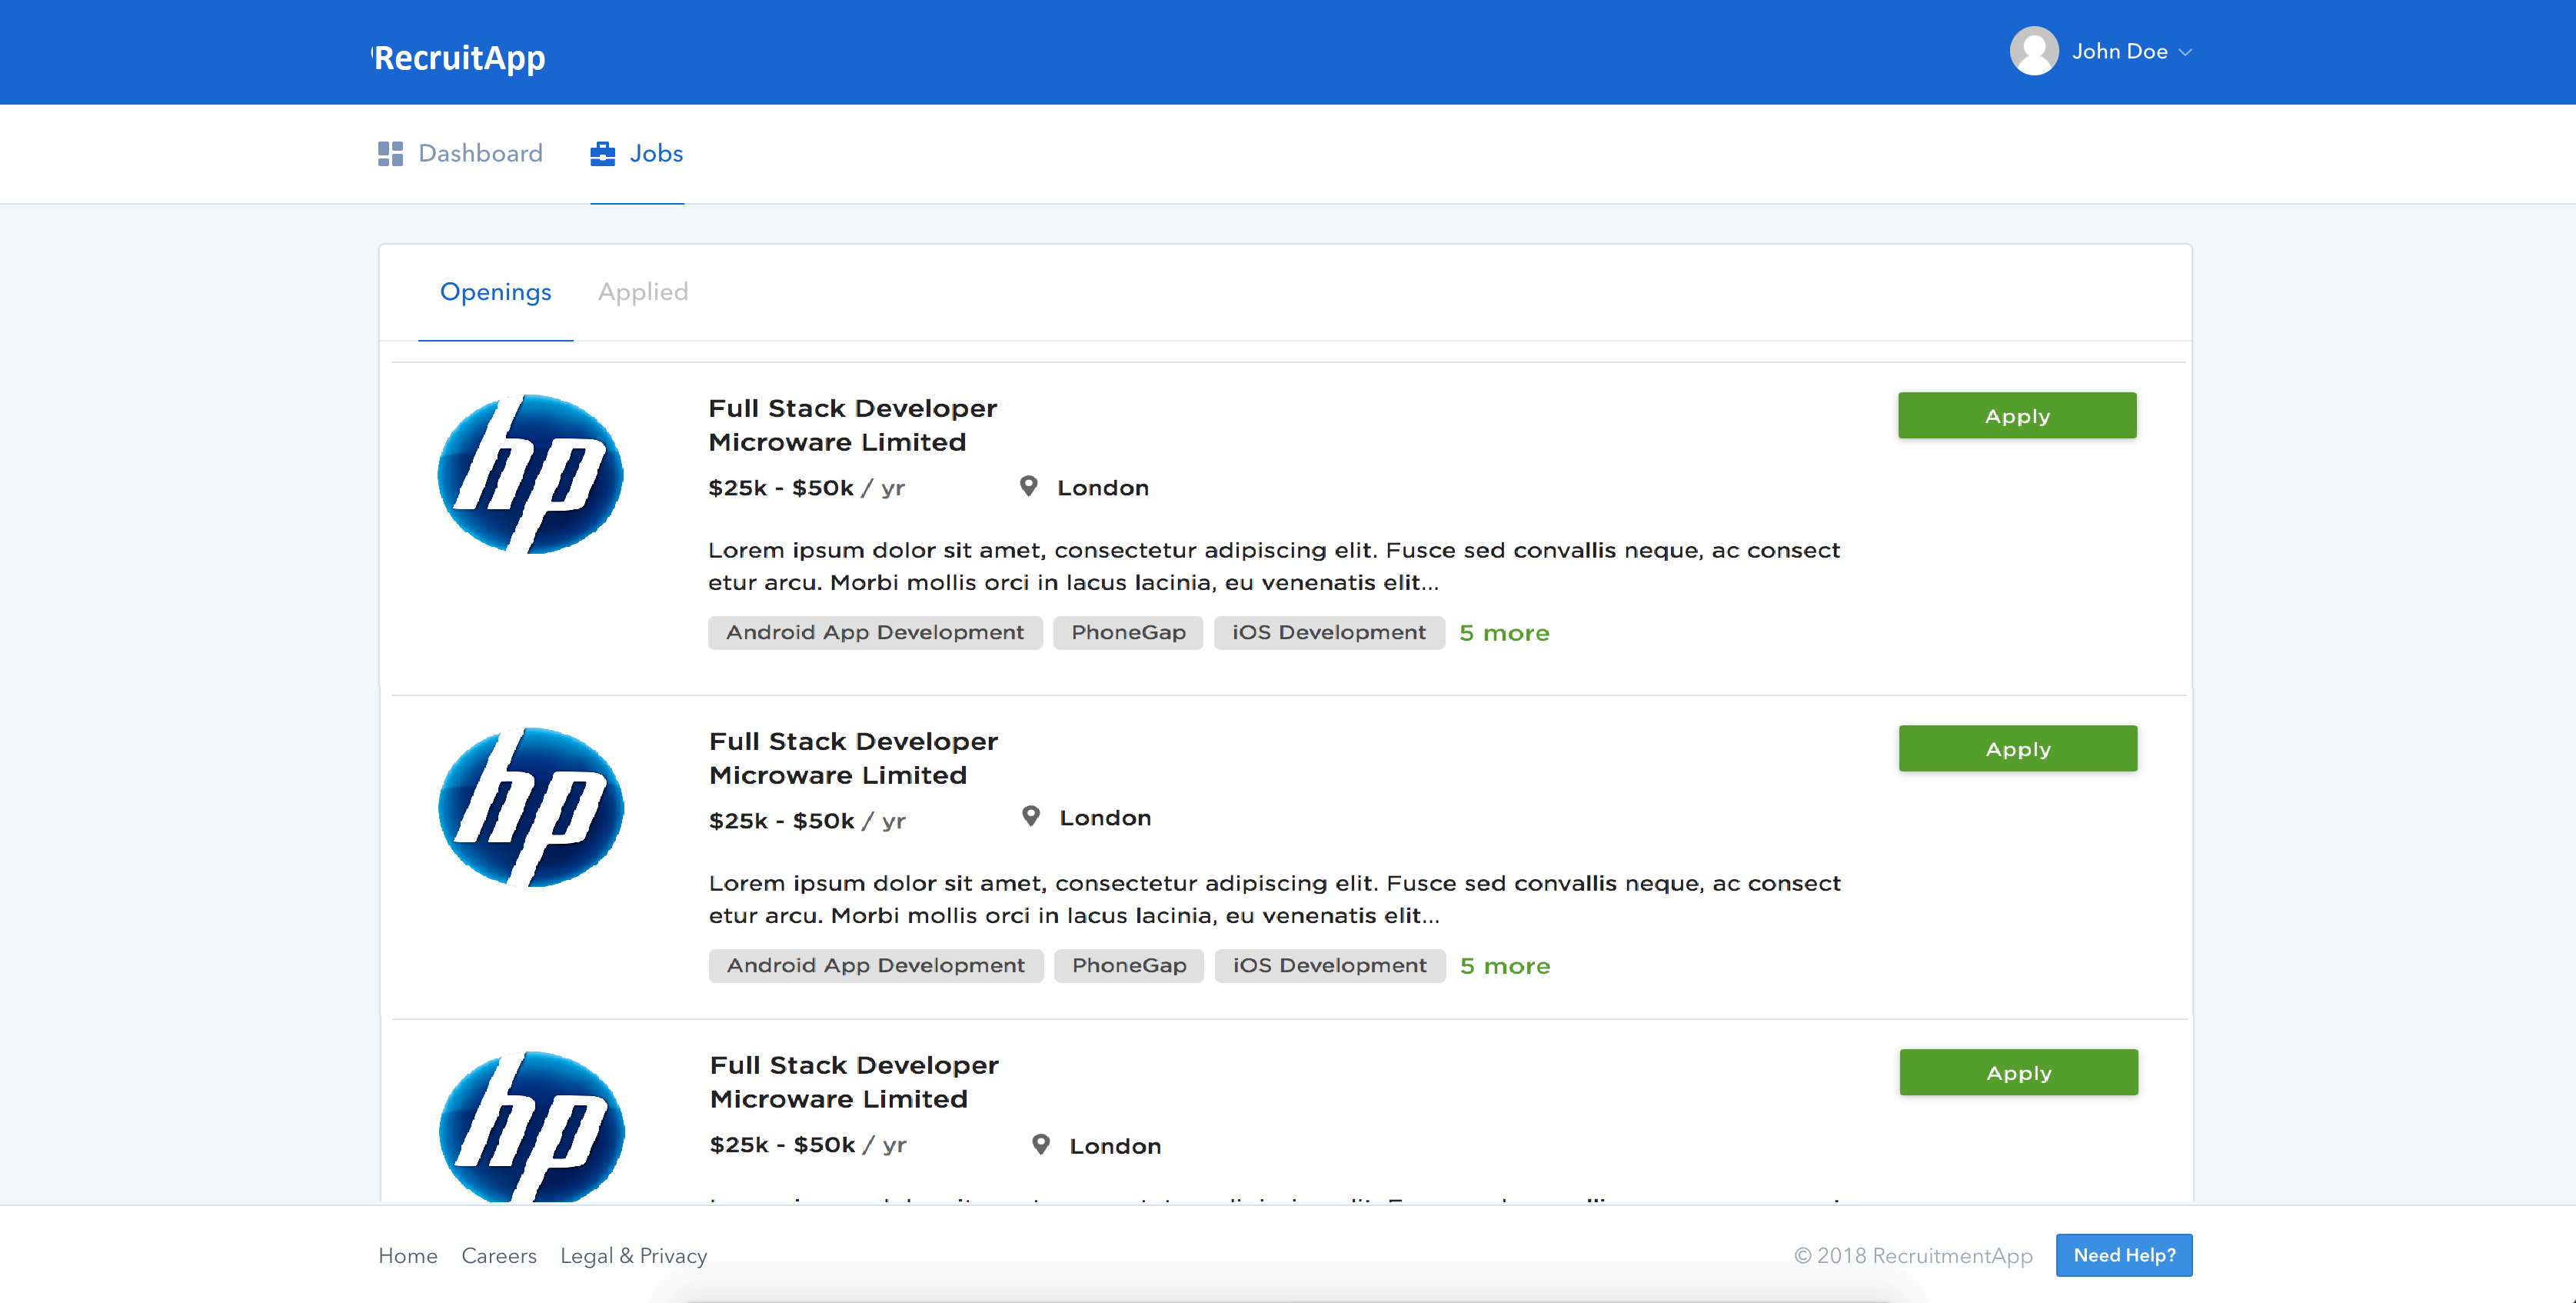 RecruitApp
John Doe
Dashboard Jobs
Openings Applied
hp
Full Stack Developer
Microware Limited
$25k - $50k / yr London
Lorem ipsum dolor sit amet, consectetur adipiscing elit. Fusce sed convallis neque, ac consect
etur arcu. Morbi mollis orci in lacus lacinia, eu venenatis elit...
Android App Development PhoneGap iOS Development 5 more
Apply
hp
Full Stack Developer
Microware Limited
$25k - $50k / yr London
Lorem ipsum dolor sit amet, consectetur adipiscing elit. Fusce sed convallis neque, ac consect
etur arcu. Morbi mollis orci in lacus lacinia, eu venenatis elit...
Android App Development PhoneGap iOS Development 5 more
Apply
hp
Full Stack Developer
Microware Limited
$25k - $50k / yr London
Apply
Home Careers Legal & Privacy
© 2018 RecruitmentApp Need Help?